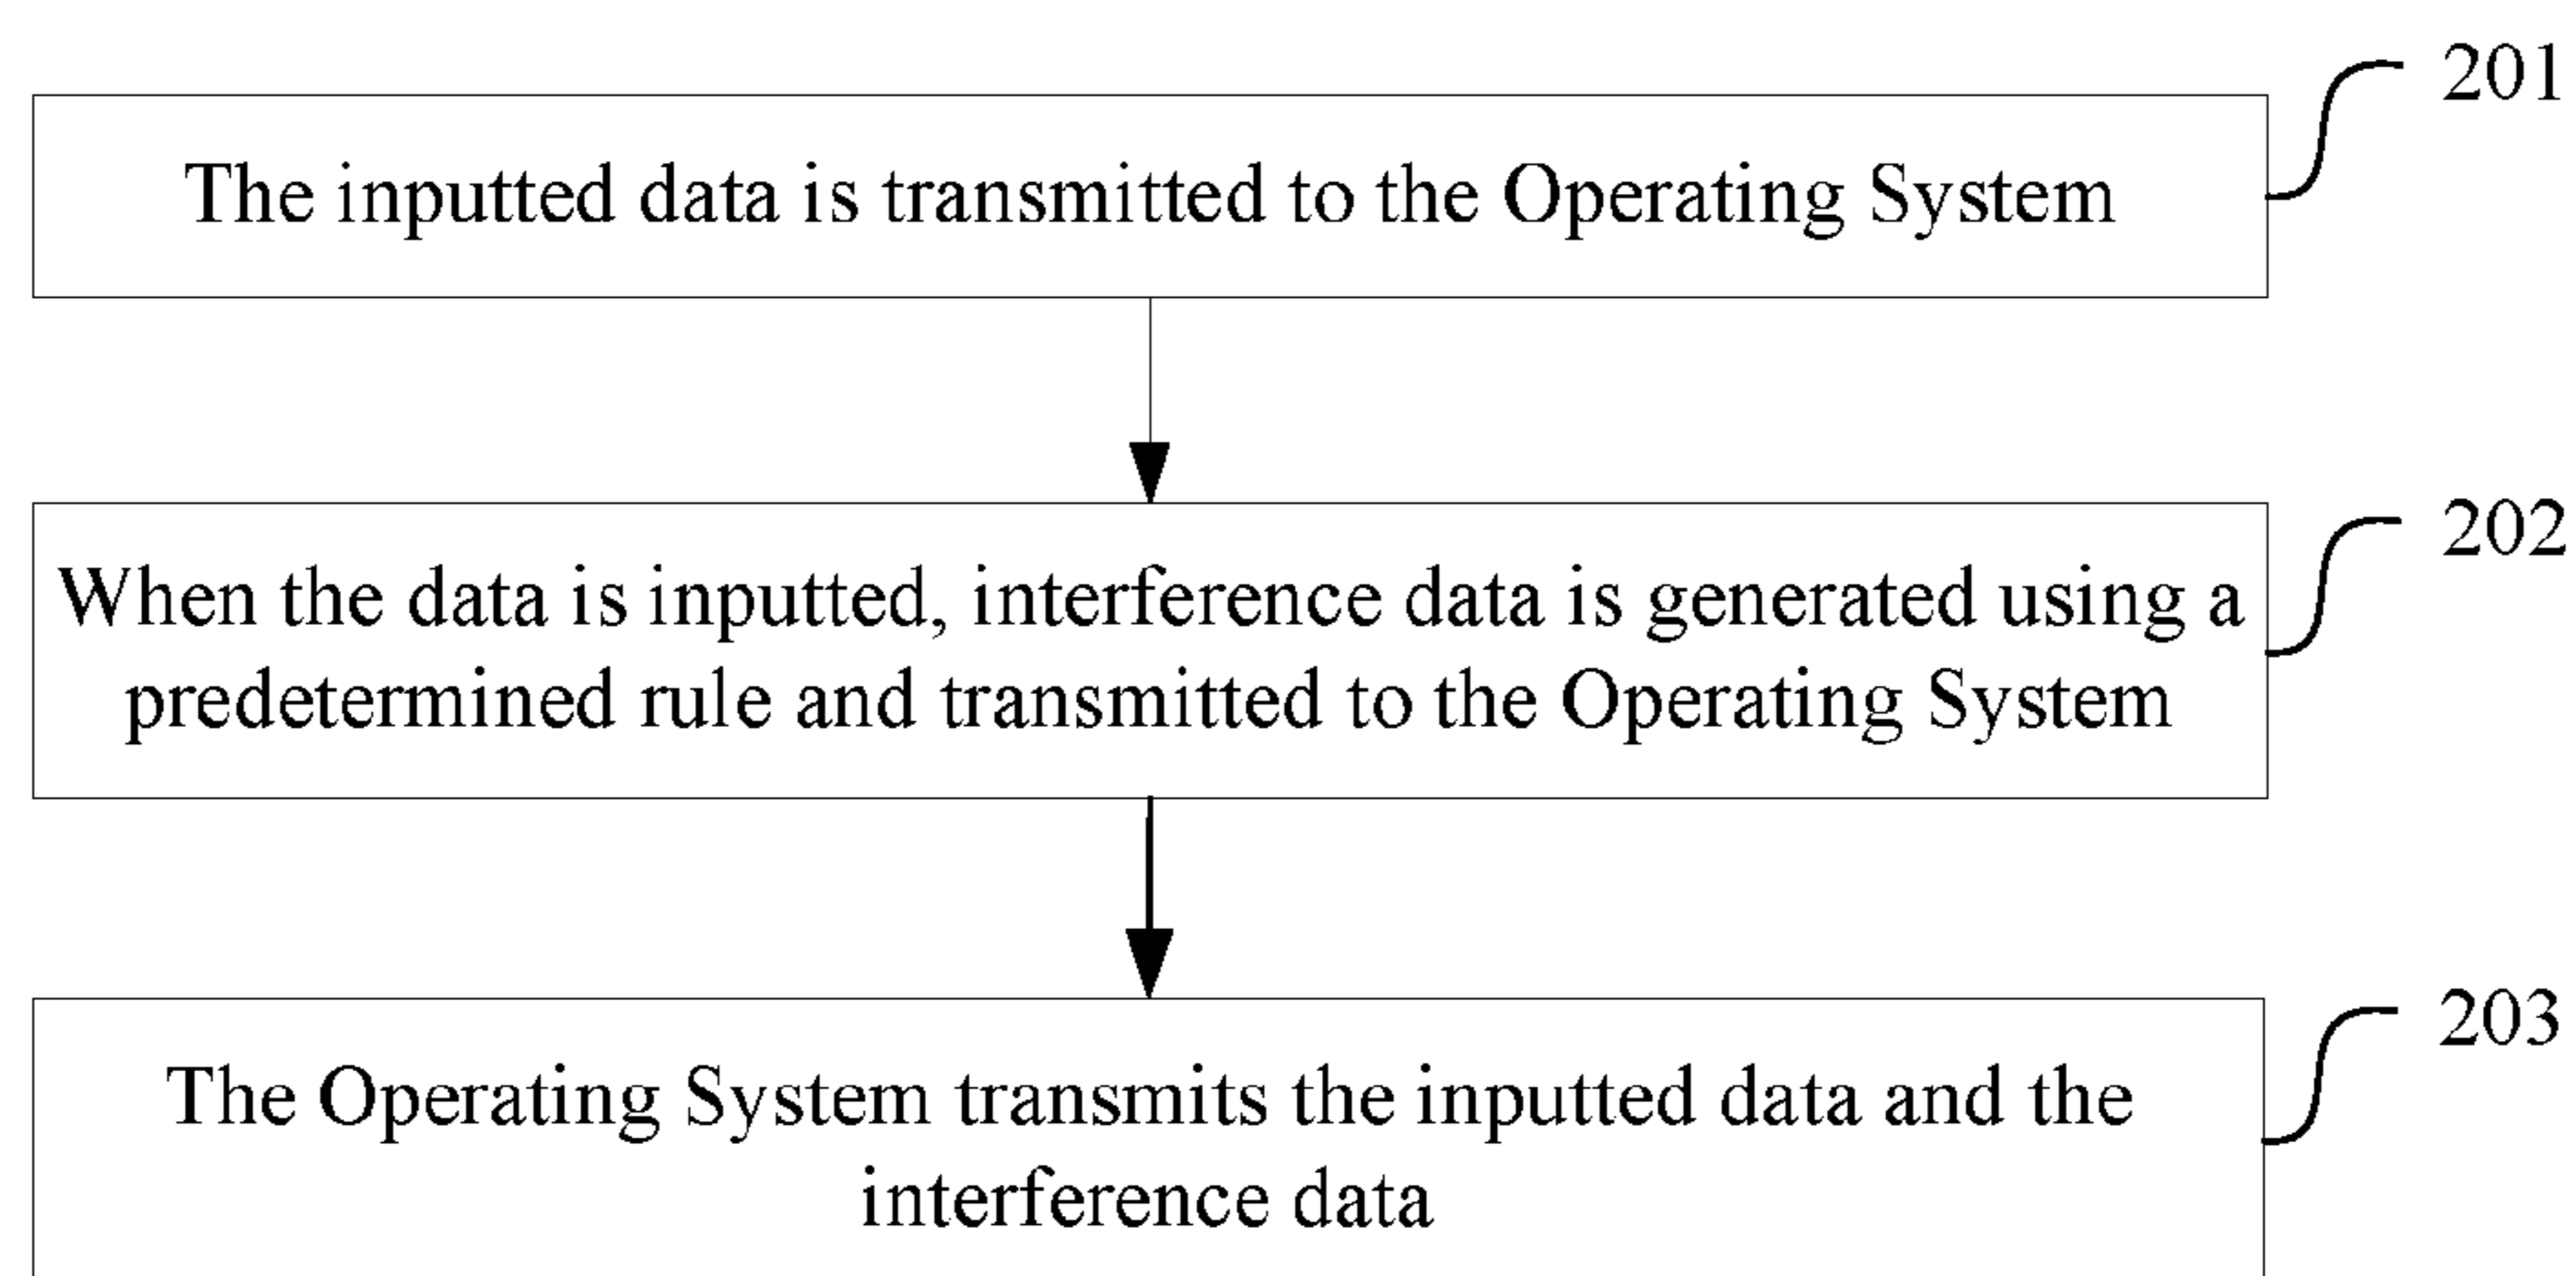 201
The inputted data is transmitted to the Operating System
202
When the data is inputted, interference data is generated using a
predetermined rule and transmitted to the Operating System
203
The Operating System transmits the inputted data and the
interference data